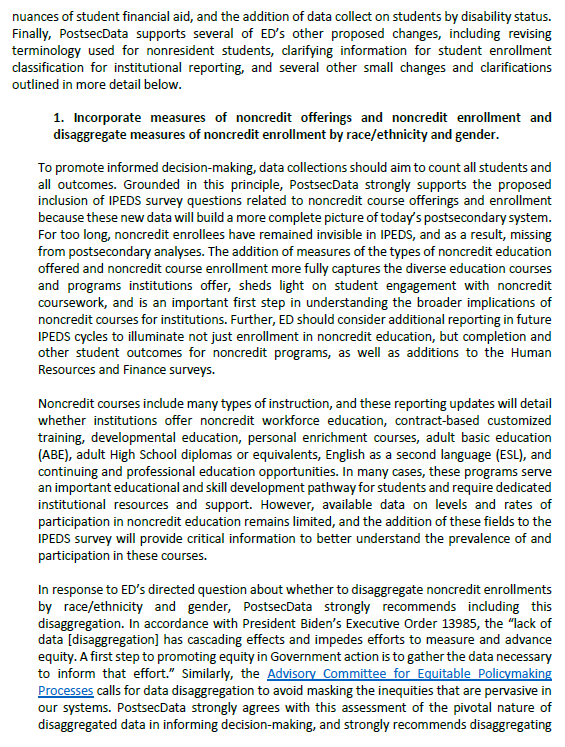 nuances of student financial aid, and the addition of data collect on students by disability status.
Finally, PostsecData supports several of ED's other proposed changes, including revising
terminology used for nonresident students, clarifying information for student enrollment
classification for institutional reporting, and several other small changes and clarifications
outlined in more detail below.
1. Incorporate measures of noncredit offerings and noncredit enrollment and
disaggregate measures of noncredit enrollment by race/ethnicity and gender.
To promote informed decision-making, data collections should aim to count all students and
all outcomes. Grounded in this principle, PostsecData strongly supports the proposed
inclusion of IPEDS survey questions related to noncredit course offerings and enrollment
because these new data will build a more complete picture of today's postsecondary system.
For too long, noncredit enrollees have remained invisible in IPEDS, and as a result, missing
from postsecondary analyses. The addition of measures of the types of noncredit education
offered and noncredit course enrollment more fully captures the diverse education courses
and programs institutions offer, sheds light on student engagement with noncredit
coursework, and is an important first step in understanding the broader implications of
noncredit courses for institutions. Further, ED should consider additional reporting in future
IPEDS cycles to illuminate not just enrollment in noncredit education, but completion and
other student outcomes for noncredit programs, as well as additions to the Human
Resources and Finance surveys.
Noncredit courses include many types of instruction, and these reporting updates will detail
whether institutions offer noncredit workforce education, contract-based customized
training, developmental education, personal enrichment courses, adult basic education
(ABE), adult High School diplomas or equivalents, English as a second language (ESL), and
continuing and professional education opportunities. In many cases, these programs serve
an important educational and skill development pathway for students and require dedicated
institutional resources and support. However, available data on levels and rates of
participation in noncredit education remains limited, and the addition of these fields to the
IPEDS survey will provide critical information to better understand the prevalence of and
participation in these courses.
In response to ED's directed question about whether to disaggregate noncredit enrollments
by race/ethnicity and gender, PostsecData strongly recommends including this
disaggregation. In accordance with President Biden's Executive Order 13985, the "lack of
data [disaggregation] has cascading effects and impedes efforts to measure and advance
equity. A first step to promoting equity in Government action is to gather the data necessary
to inform that effort." Similarly, the Advisory Committee for Equitable Policymaking
Processes calls for data disaggregation to avoid masking the inequities that are pervasive in
our systems. PostsecData strongly agrees with this assessment of the pivotal nature of
disaggregated data in informing decision-making, and strongly recommends disaggregating